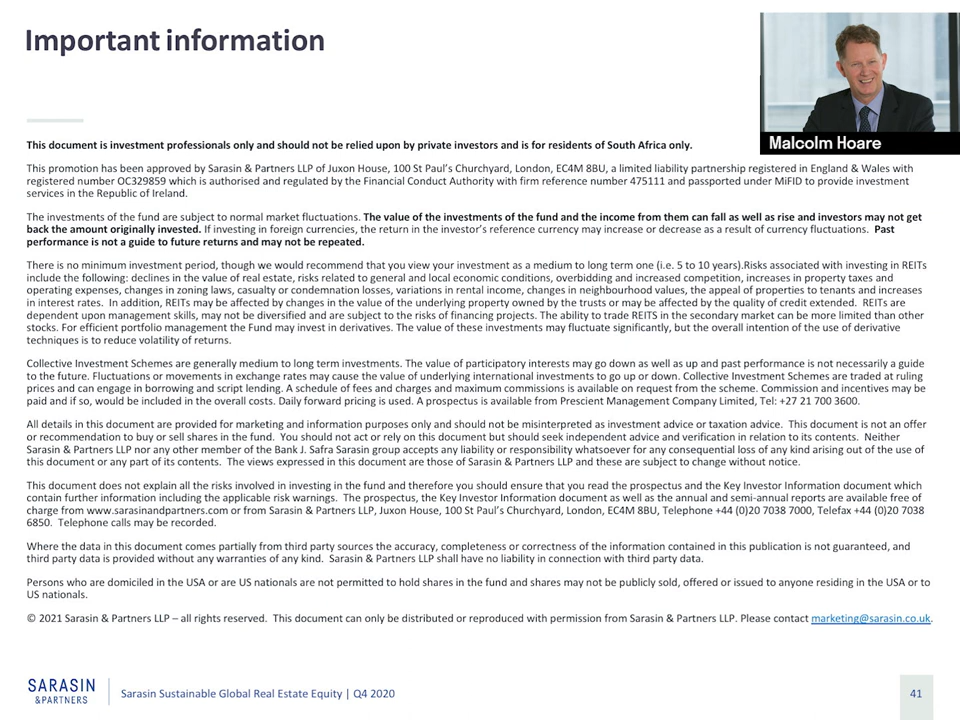 Important information
Malcolm Hoare
This document is investment professionals only and should not be relied upon by private investors and is for residents of South Africa only.
This promotion has been approved by Sarasin & Partners LLP of Juxon House, 100 St Paul's Churchyard, London, EC4M 8BU, a limited liability partnership registered in England & Wales with
registered number OC329859 which is authorised and regulated by the Financial Conduct Authority with firm reference number 475111 and passported under MiFID to provide investment
services in the Republic of Ireland.
The investments of the fund are subject to normal market fluctuations. The value of the investments of the fund and the income from them can fall as well as rise and investors may not get
back the amount originally invested. If investing in foreign currencies, the return in the investor's reference currency may increase or decrease as a result of currency fluctuations.  Past
performance is not a guide to future returns and may not be repeated.
There is no minimum investment period, though we would recommend that you view your investment as a medium to long term one (i.e. 5 to 10 years).Risks associated with investing in REITs
include the following: declines in the value of real estate, risks related to general and local economic conditions, overbidding and increased competition, increases in property taxes and
operating expenses, changes in zoning laws, casualty or condemnation losses, variations in rental income, changes in neighbourhood values, the appeal of properties to tenants and increases
in interest rates.  In addition, REITs may be affected by changes in the value of the underlying property owned by the trusts or may be affected by the quality of credit extended.  REITs are
dependent upon management skills, may not be diversified and are subject to the risks of financing projects. The ability to trade REITS in the secondary market can be more limited than other
stocks. For efficient portfolio management the Fund may invest in derivatives. The value of these investments may fluctuate significantly, but the overall intention of the use of derivative
techniques is to reduce volatility of returns.
Collective Investment Schemes are generally medium to long term investments. The value of participatory interests may go down as well as up and past performance is not necessarily a guide
to the future. Fluctuations or movements in exchange rates may cause the value of underlying international investments to go up or down. Collective Investment Schemes are traded at ruling
prices and can engage in borrowing and script lending. A schedule of fees and charges and maximum commissions is available on request from the scheme. Commission and incentives may be
paid and if so, would be included in the overall costs. Daily forward pricing is used. A prospectus is available from Prescient Management Company Limited, Tel: +27 21 700 3600.
All details in this document are provided for marketing and information purposes only and should not be misinterpreted as investment advice or taxation advice.  This document is not an offer
or recommendation to buy or sell shares in the fund.  You should not act or rely on this document but should seek independent advice and verification in relation to its contents.  Neither
Sarasin & Partners LLP nor any other member of the Bank J. Safra Sarasin group accepts any liability or responsibility whatsoever for any consequential loss of any kind arising out of the use of
this document or any part of its contents.  The views expressed in this document are those of Sarasin & Partners LLP and these are subject to change without notice.
This document does not explain all the risks involved in investing in the fund and therefore you should ensure that you read the prospectus and the Key Investor Information document which
contain further information including the applicable risk warnings.  The prospectus, the Key Investor Information document as well as the annual and semi-annual reports are available free of
charge from www.sarasinandpartners.com or from Sarasin & Partners LLP, Juxon House, 100 St Paul's Churchyard, London, EC4M 8BU, Telephone +44 (0)20 7038 7000, Telefax +44 (0)20 7038
6850.  Telephone calls may be recorded.
Where the data in this document comes partially from third party sources the accuracy, completeness or correctness of the information contained in this publication is not guaranteed, and
third party data is provided without any warranties of any kind.  Sarasin & Partners LLP shall have no liability in connection with third party data.
Persons who are domiciled in the USA or are US nationals are not permitted to hold shares in the fund and shares may not be publicly sold, offered or issued to anyone residing in the USA or to
US nationals.
© 2021 Sarasin & Partners LLP – all rights reserved.  This document can only be distributed or reproduced with permission from Sarasin & Partners LLP. Please contact marketing@sarasin.co.uk.
SARASIN
&PARTNERS
Sarasin Sustainable Global Real Estate Equity | Q4 2020
41